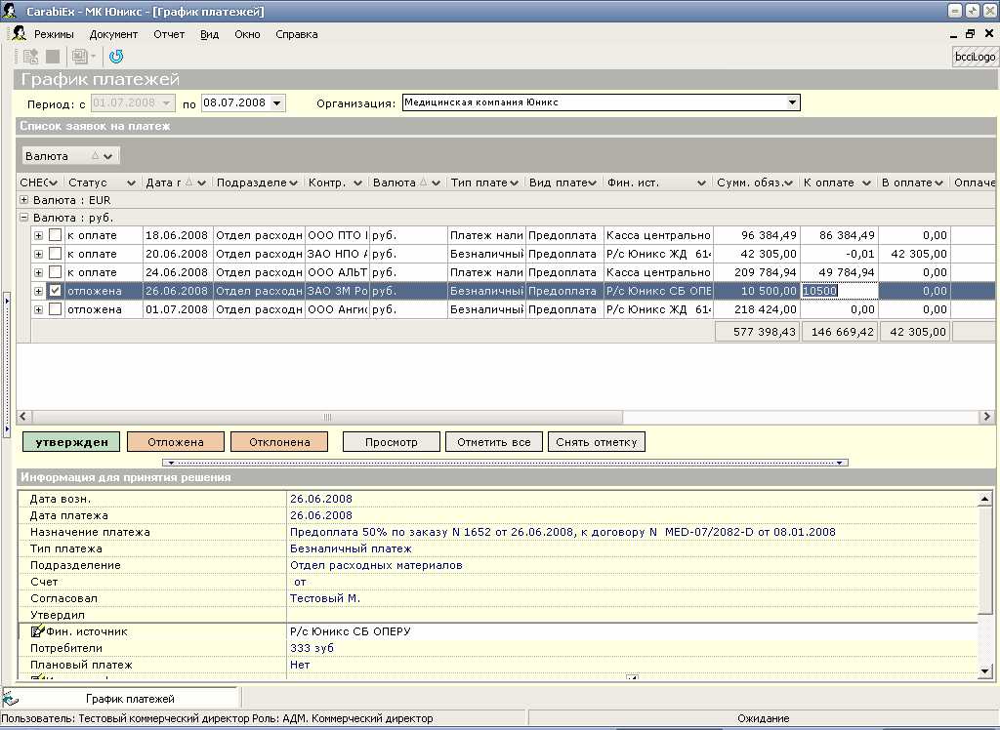 CarabiEx - МК Юникс - [График платежей]
Режимы Документ Отчет Вид Окно Справка
bcciLogo
График платежей
Период: с 01.07.2008 по 08.07.2008 Организация: Медицинская компания Юникс
Список заявок на платеж
Валюта
СНЕС Статус Дата г Подразделе Контр. Валюта Тип плате Вид плате Фин. ист. Сумм. обяз. К оплате В оплате Оплаче
Валюта : EUR
Валюта : руб.
к оплате 18.06.2008 Отдел расходн ООО ПТО руб. Платеж нали Предоплата Касса центрально 96 384,49 86 384,49 0,00
к оплате 20.06.2008 Отдел расходн ЗАО НПО руб. Безналичный Предоплата Р/с Юникс ЖД 61 42 305,00 -0,01 42 305,00
к оплате 24.06.2008 Отдел расходн ООО АЛЬТ руб. Платеж нали Предоплата Касса центрально 209 784,94 49 784,94 0,00
отложена 26.06.2008 Отдел расходн ЗАО ЗМ Ро руб. Безналичный Предоплата Р/с Юникс СБ ОПЕ 10 500,00 10500 0,00
отложена 01.07.2008 Отдел расходн ООО Анги руб. Безналичный Предоплата Р/с Юникс ЖД 61 218 424,00 0,00 0,00
577 398,43 146 669,42 42 305,00
утвержден Отложена Отклонена Просмотр Отметить все Снять отметку
Информация для принятия решения
Дата возн. 26.06.2008
Дата платежа 26.06.2008
Назначение платежа Предоплата 50% по заказу N 1652 от 26.06.2008, к договору N MED-07/2082-D от 08.01.2008
Тип платежа Безналичный платеж
Подразделение Отдел расходных материалов
Счет от
Согласовал Тестовый М.
Утвердил
Фин. источник Р/с Юникс СБ ОПЕРУ
Потребители 333 зуб
Плановый платеж Нет
График платежей
Пользователь: Тестовый коммерческий директор Роль: АДМ. Коммерческий директор Ожидание